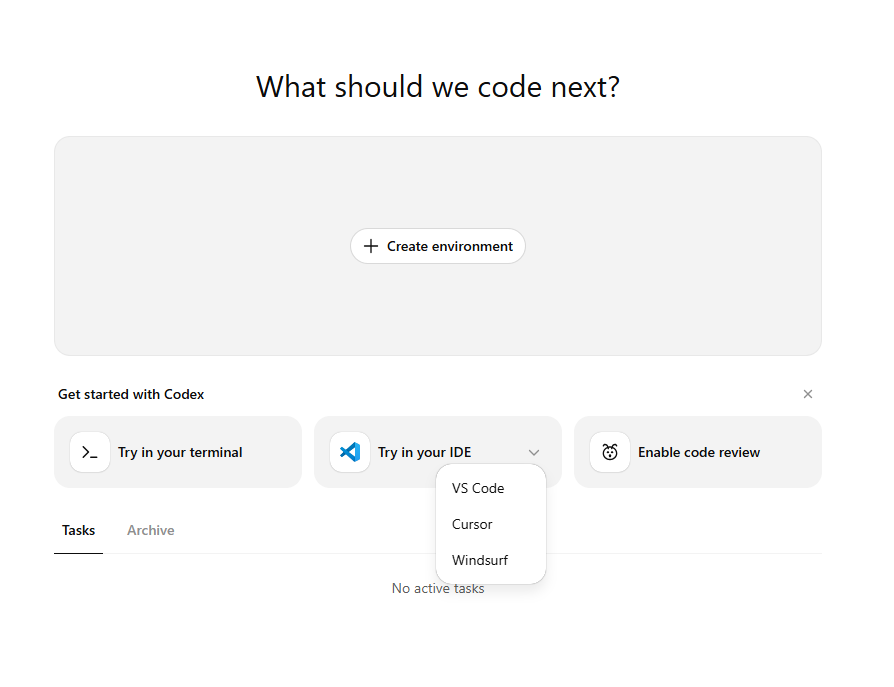 What should we code next?
Create environment
Get started with Codex
Try in your terminal
Try in your IDE
Enable code review
VS Code
Cursor
Windsurf
Tasks
Archive
No active tasks